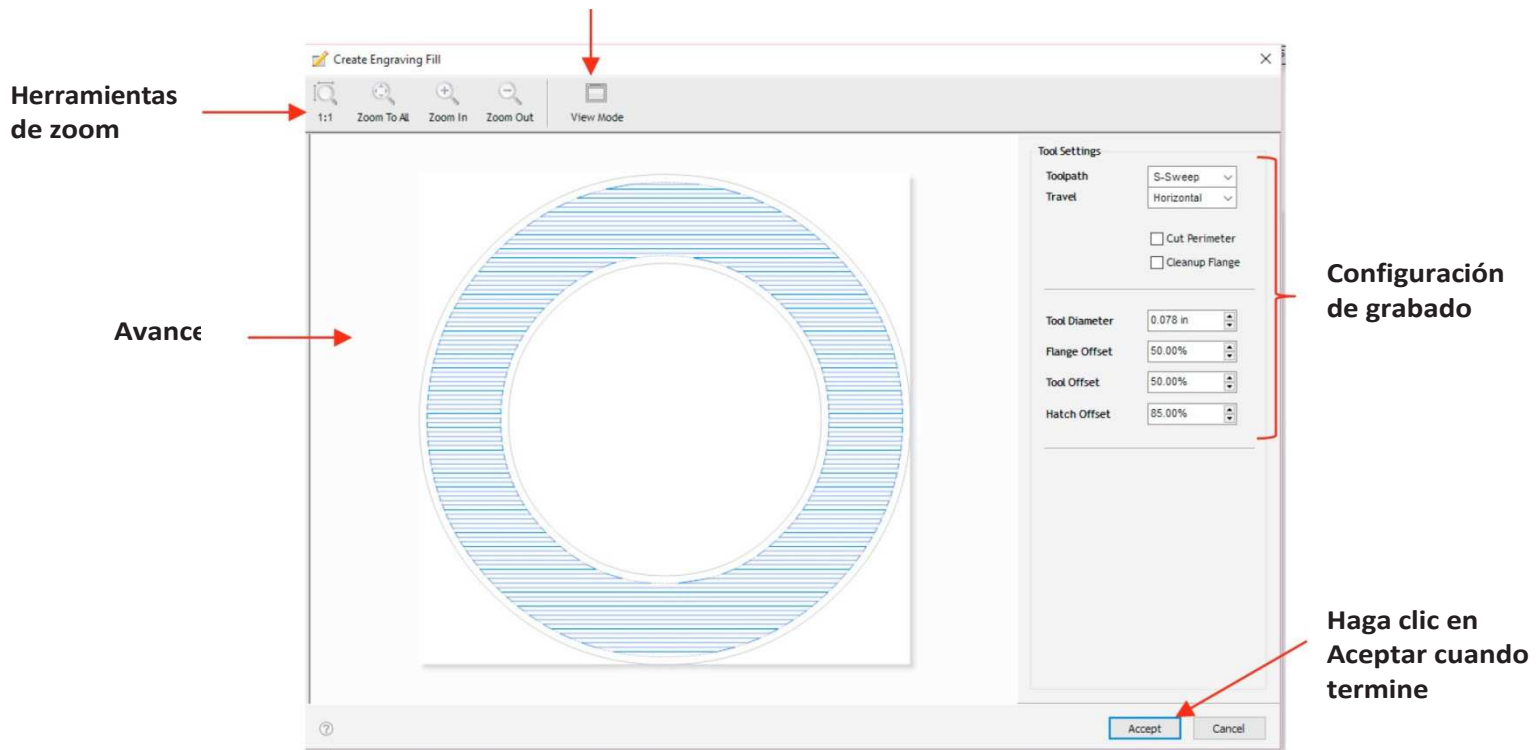 Create Engraving Fill
Herramientas
de zoom
1:1 Zoom To All Zoom In Zoom Out View Mode
Tool Settings
Toolpath S-Sweep
Travel Horizontal
Cut Perimeter
Cleanup Flange
Configuración
de grabado
Tool Diameter 0.078 in
Avance
Flange Offset 50.00%
Tool Offset 50.00%
Hatch Offset 85.00%
Haga clic en
Aceptar cuando
termine
Accept Cancel